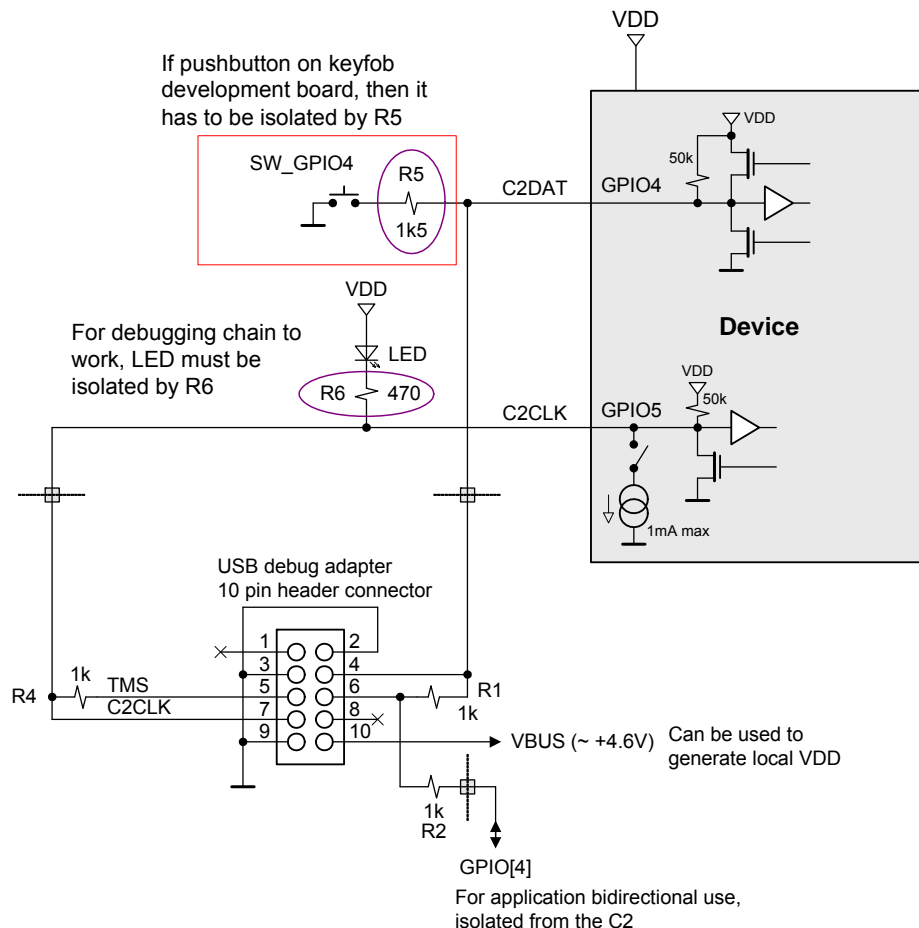 VDD
If pushbutton on keyfob
development board, then it
has to be isolated by R5
SW_GPIO4
R5
1k5
C2DAT
GPIO4
50k
VDD
VDD
LED
For debugging chain to
work, LED must be
isolated by R6
R6
470
Device
C2CLK
GPIO5
VDD
50k
1mA max
USB debug adapter
10 pin header connector
1
2
3
4
5
6
7
8
9
10
R4
1k
TMS
C2CLK
R1
1k
VBUS (~ +4.6V)
Can be used to
generate local VDD
1k
R2
GPIO[4]
For application bidirectional use,
isolated from the C2